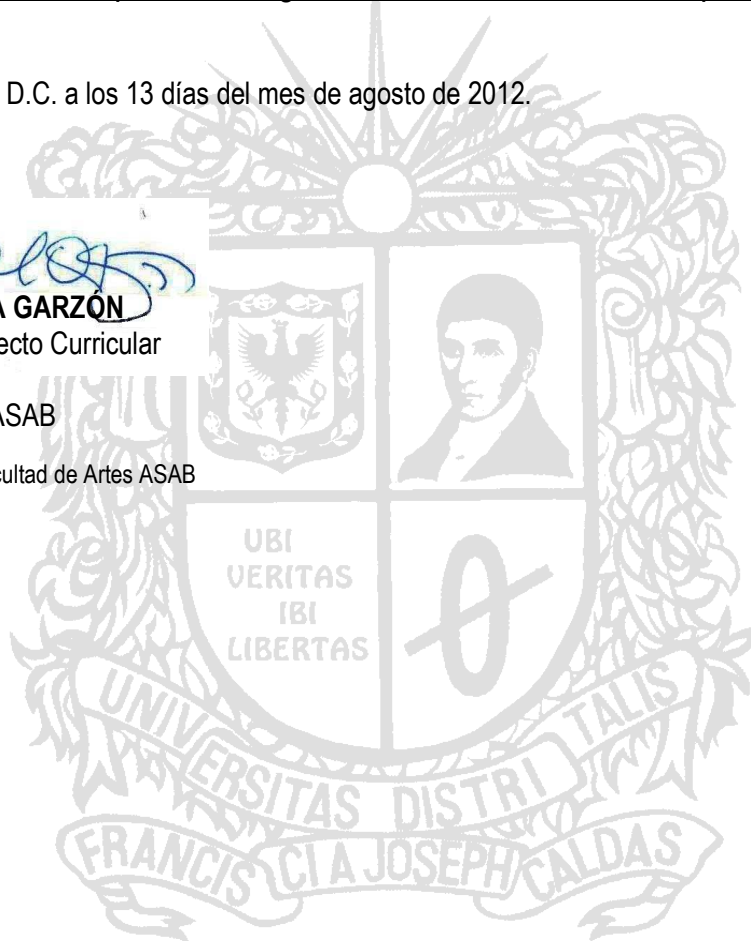 D.C. a los 13 días del mes de agosto de 2012.
GARZÓN
ecto Curricular
ASAB
cultad de Artes ASAB
UBI
VERITAS
IBI
LIBERTAS
UNIVERSITAS DISTRITALIS
FRANCISCI A JOSEPH CALDAS